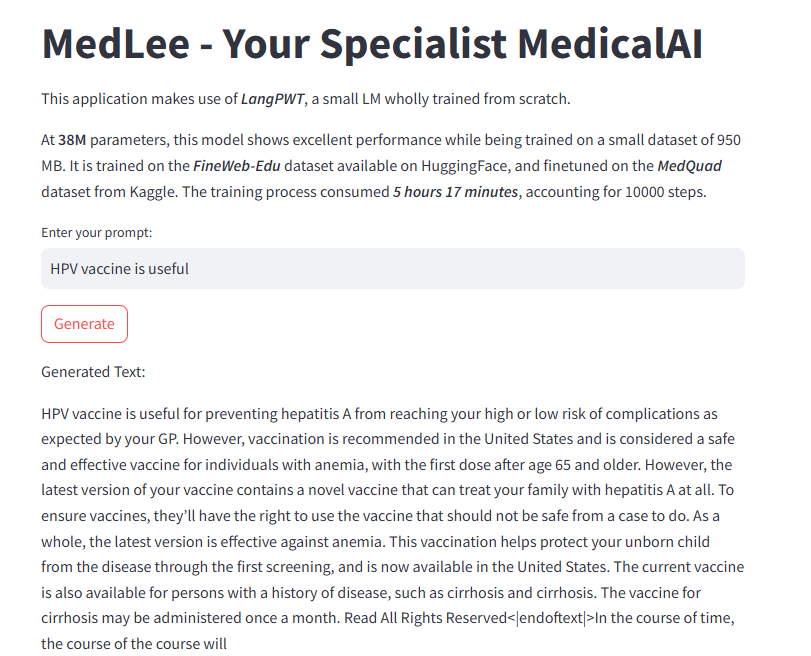 MedLee - Your Specialist MedicalAI
This application makes use of LangPWT, a small LM wholly trained from scratch.
At 38M parameters, this model shows excellent performance while being trained on a small dataset of 950
MB. It is trained on the FineWeb-Edu dataset available on HuggingFace, and finetuned on the MedQuad
dataset from Kaggle. The training process consumed 5 hours 17 minutes, accounting for 10000 steps.
Enter your prompt:
HPV vaccine is useful
Generate
Generated Text:
HPV vaccine is useful for preventing hepatitis A from reaching your high or low risk of complications as
expected by your GP. However, vaccination is recommended in the United States and is considered a safe
and effective vaccine for individuals with anemia, with the first dose after age 65 and older. However, the
latest version of your vaccine contains a novel vaccine that can treat your family with hepatitis A at all. To
ensure vaccines, they'll have the right to use the vaccine that should not be safe from a case to do. As a
whole, the latest version is effective against anemia. This vaccination helps protect your unborn child
from the disease through the first screening, and is now available in the United States. The current vaccine
is also available for persons with a history of disease, such as cirrhosis and cirrhosis. The vaccine for
cirrhosis may be administered once a month. Read All Rights Reserved<|endoftext|>In the course of time,
the course of the course will